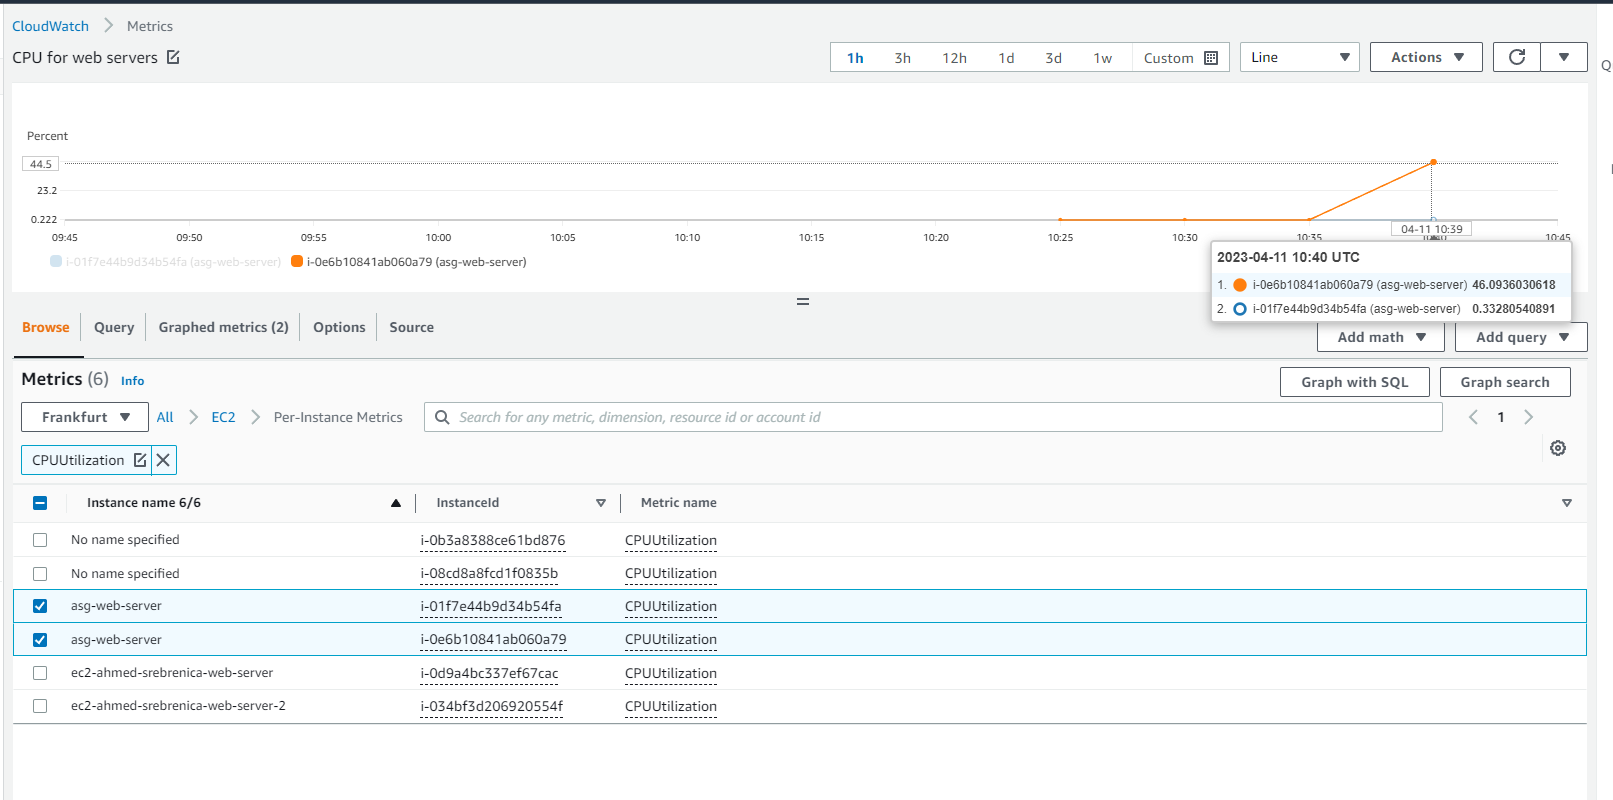 CloudWatch > Metrics
CPU for web servers
1h 3h 12h 1d 3d 1w Custom Line Actions
Q
Percent
44.5
23.2
0.222
09:45 09:50 09:55 10:00 10:05 10:10 10:15 10:20 10:25 10:30 10:35 10:40 10:45
04-11 10:39
i-01f7e44b9d34b54fa (asg-web-server) i-0e6b10841ab060a79 (asg-web-server)
2023-04-11 10:40 UTC
1. i-0e6b10841ab060a79 (asg-web-server) 46.0936030618
2. i-01f7e44b9d34b54fa (asg-web-server) 0.33280540891
Browse Query Graphed metrics (2) Options Source
Add math Add query
Metrics (6) Info
Graph with SQL Graph search
Frankfurt All > EC2 > Per-Instance Metrics Search for any metric, dimension, resource id or account id 1
CPUUtilization
Instance name 6/6 InstanceId Metric name
No name specified i-0b3a8388ce61bd876 CPUUtilization
No name specified i-08cd8a8fcd1f0835b CPUUtilization
asg-web-server i-01f7e44b9d34b54fa CPUUtilization
asg-web-server i-0e6b10841ab060a79 CPUUtilization
ec2-ahmed-srebrenica-web-server i-0d9a4bc337ef67cac CPUUtilization
ec2-ahmed-srebrenica-web-server-2 i-034bf3d206920554f CPUUtilization